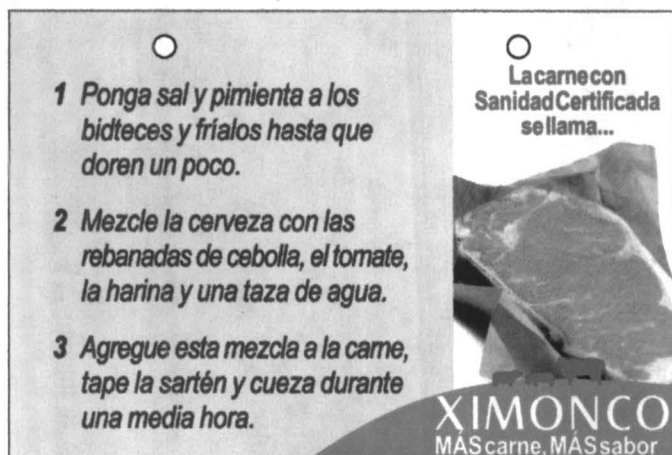 1 Ponga sal y pimienta a los
bidteces y fríalos hasta que
doren un poco.
2 Mezcle la cerveza con las
rebanadas de cebolla, el tomate,
la harina y una taza de agua.
3 Agregue esta mezcla a la carne,
tape la sartén y cueza durante
una media hora.
La carne con
Sanidad Certificada
se llama...
XIMONCO
MÁS carne, MÁS sabor